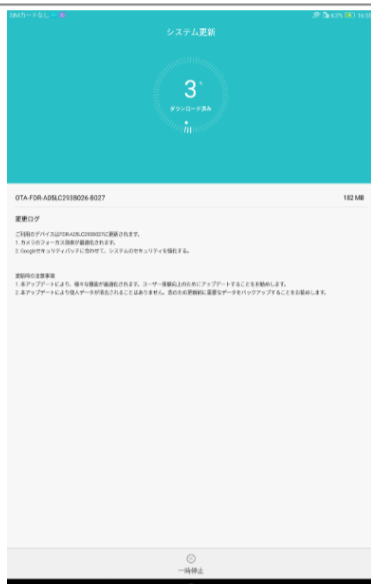 SIMカードなし
63% 16:55
システム更新
3%
ダウンロード済み
OTA-FDR-A05LC293B026-B027
182 MB
変更ログ
ご利用のデバイスはFDR-A05LC293B027に更新されます。
1. カメラのフォーカス効果が最適化されます。
2. Googleセキュリティパッチに合わせて、システムのセキュリティを強化する。
更新時の注意事項
1. 本アップデートにより、様々な機能が最適化されます。ユーザー体験向上のためにアップデートすることをお勧めします。
2. 本アップデートにより個人データが消去されることはありません。念のため更新前に重要なデータをバックアップすることをお勧めします。
一時停止